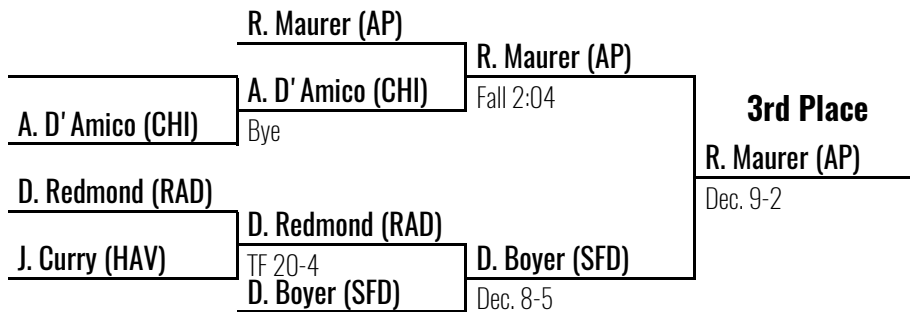 R. Maurer (AP)
R. Maurer (AP)
A. D'Amico (CHI)
Fall 2:04
3rd Place
A. D'Amico (CHI)
Bye
R. Maurer (AP)
D. Redmond (RAD)
Dec. 9-2
D. Redmond (RAD)
J. Curry (HAV)
TF 20-4
D. Boyer (SFD)
D. Boyer (SFD)
Dec. 8-5